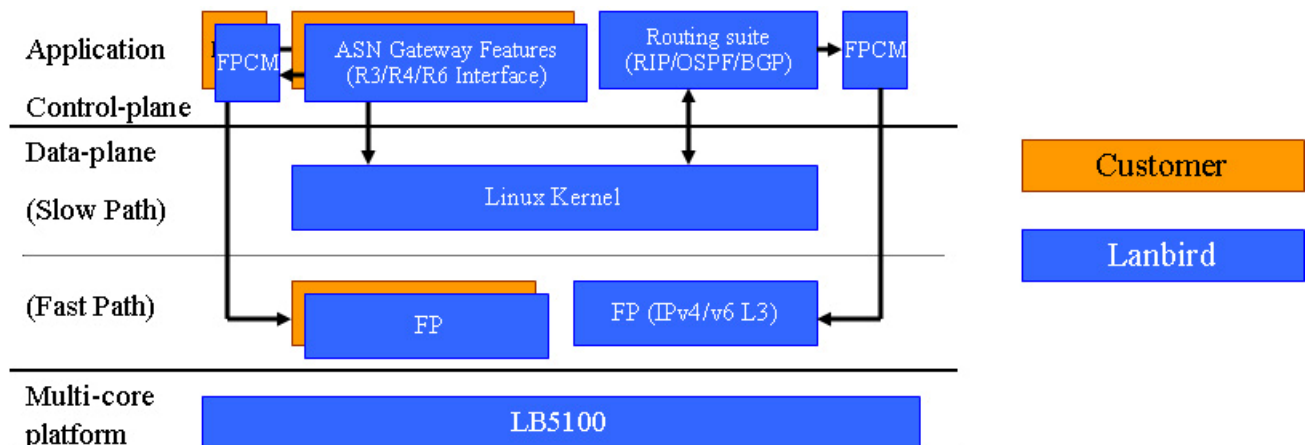 Application
Control-plane
FPCM
ASN Gateway Features
(R3/R4/R6 Interface)
Routing suite
(RIP/OSPF/BGP)
FPCM
Data-plane
(Slow Path)
Linux Kernel
Customer
Lanbird
(Fast Path)
FP
FP (IPv4/v6 L3)
Multi-core
platform
LB5100